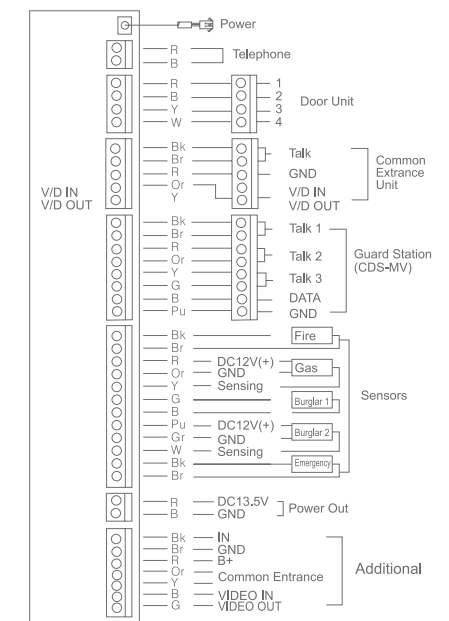 Power
R
B
Telephone
R 1
B 2
Y 3
W 4
Door Unit
Bk
Br
R
Or
Y
Talk
GND
V/D IN
V/D OUT
Common
Extrance
Unit
V/D IN
V/D OUT
Bk
Br
R
Or
Y
G
B
Pu
Talk 1
Talk 2
Talk 3
DATA
GND
Guard Station
(CDS-MV)
Bk
Br
Fire
R DC12V(+)
Or GND
Y Sensing
Gas
G
B
Burglar 1
Pu DC12V(+)
Gr GND
W Sensing
Burglar 2
Bk
Br
Emergency
Sensors
R DC13.5V
B GND
Power Out
Bk IN
Br GND
R B+
Or
Y
Common Entrance
B VIDEO IN
G VIDEO OUT
Additional